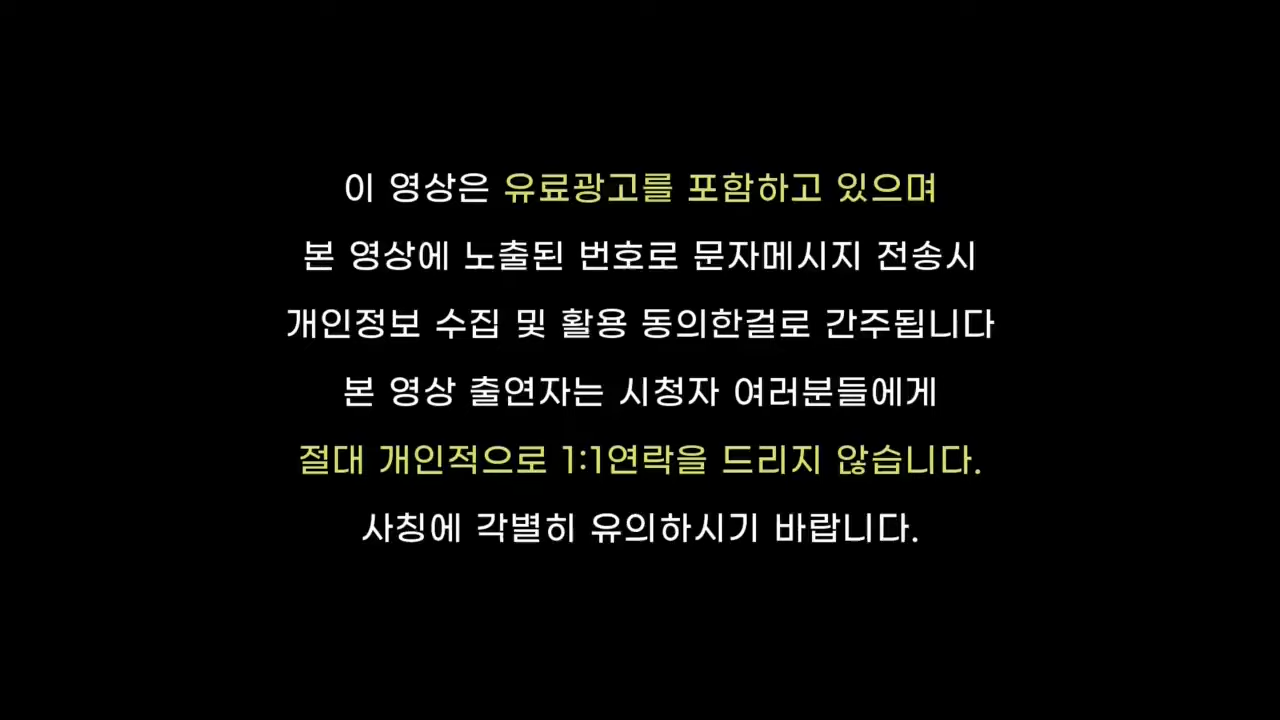 이 영상은 유료광고를 포함하고 있으며
본 영상에 노출된 번호로 문자메시지 전송시
개인정보 수집 및 활용 동의한걸로 간주됩니다
본 영상 출연자는 시청자 여러분들에게
절대 개인적으로 1:1연락을 드리지 않습니다.
사칭에 각별히 유의하시기 바랍니다.